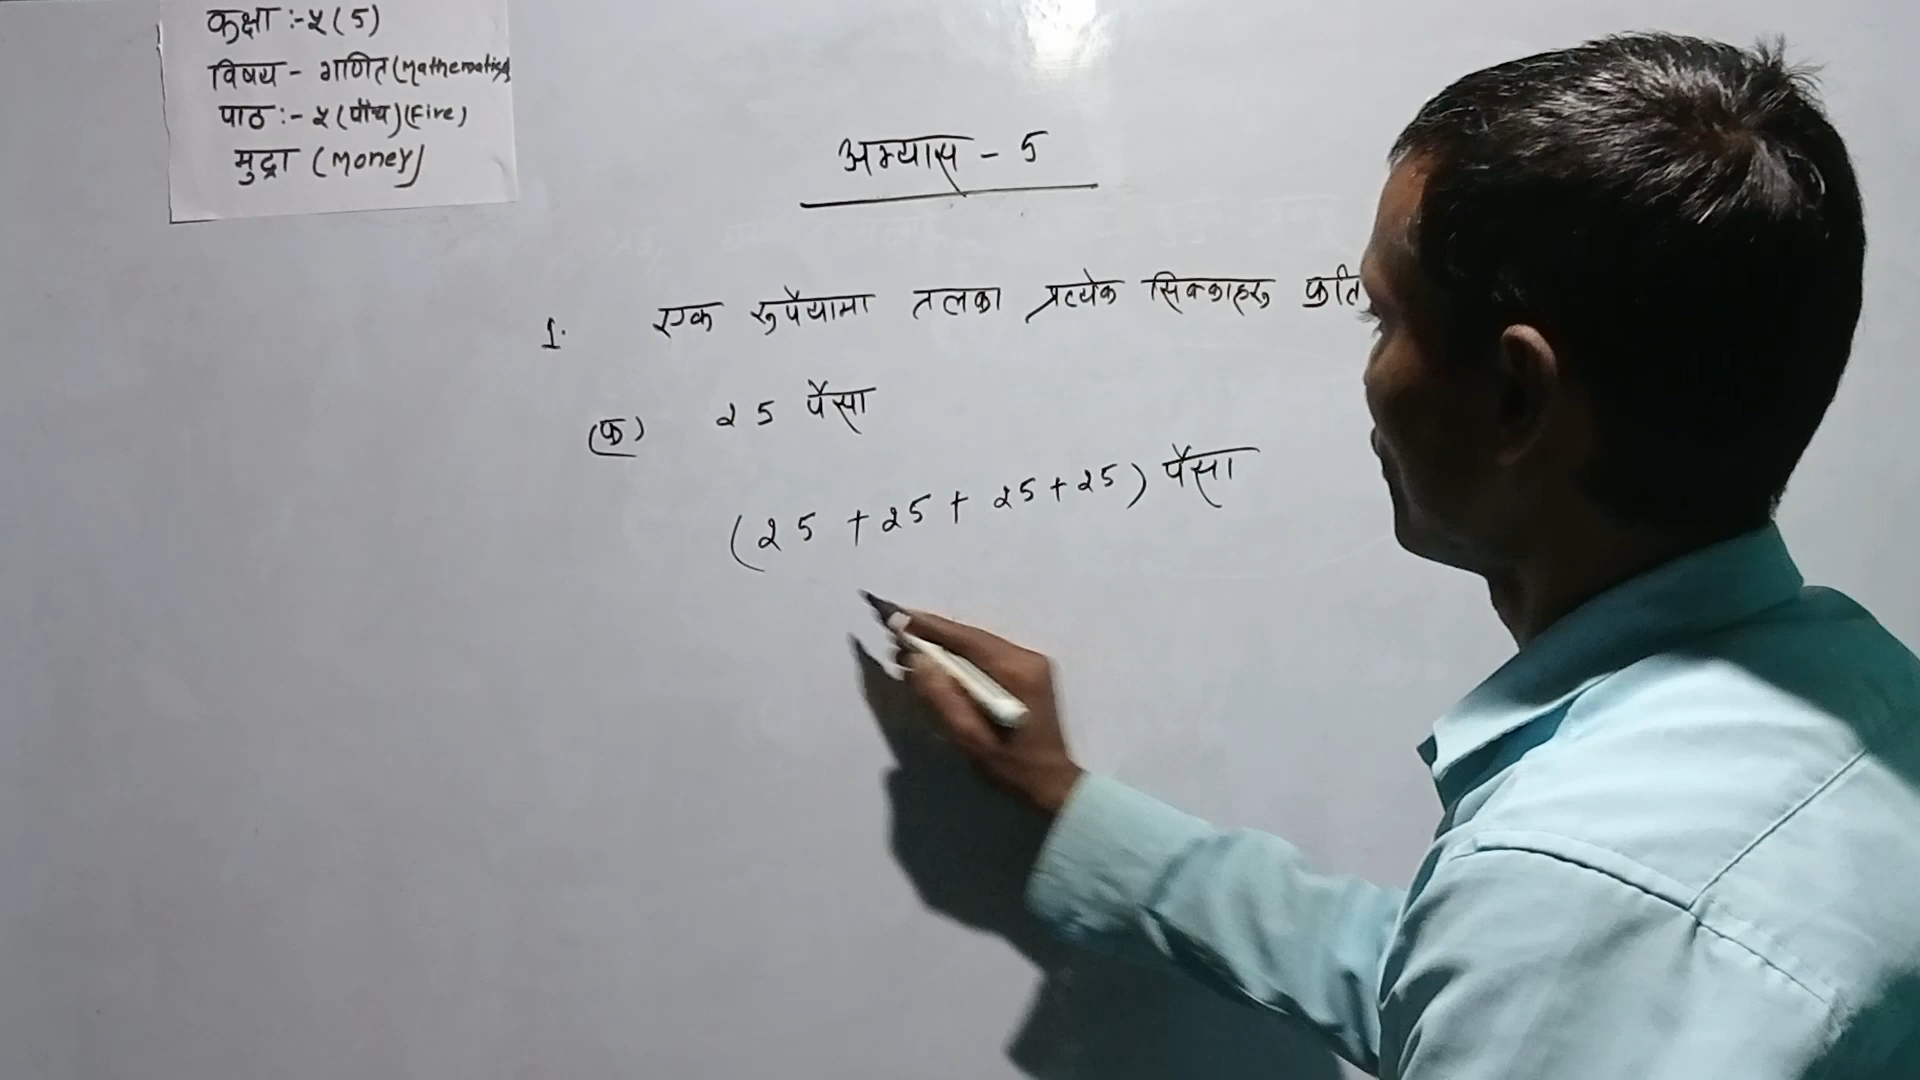 कक्षा :- ५ (5)
विषय - गणित (Mathematics)
पाठ :- ५ (पाँच) (Five)
मुद्रा (Money)
अभ्यास - 5
1. एक रुपैयामा तलका प्रत्येक सिक्काहरु कति
(क) 25 पैसा
(25 + 25 + 25 + 25) पैसा